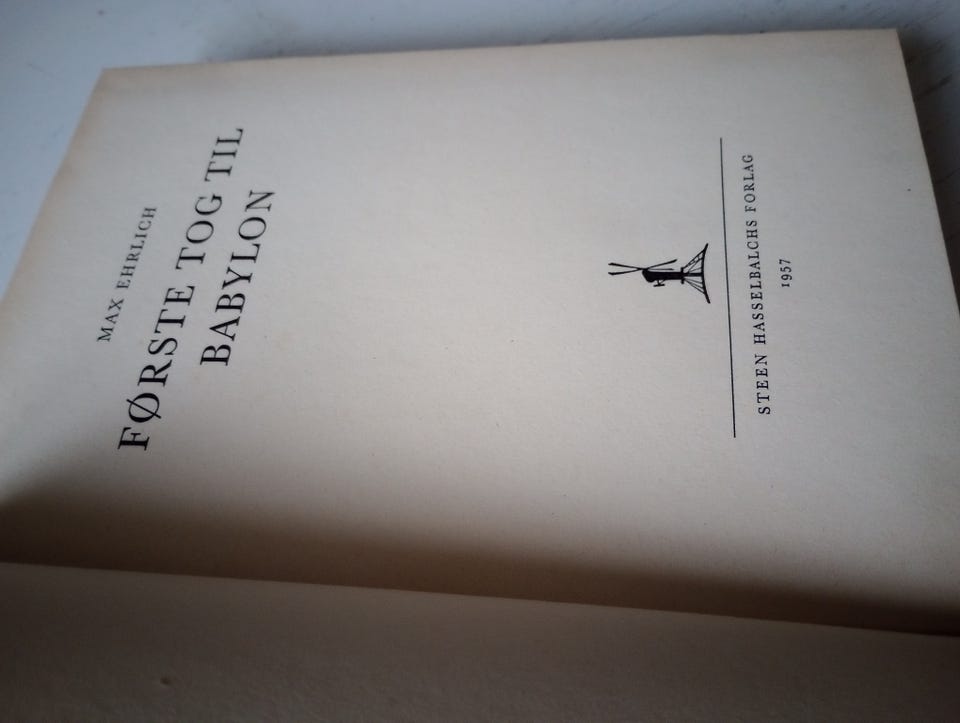 MAX EHRLICH
FØRSTE TOG TIL
BABYLON
STEEN HASSELBALCHS FORLAG
1957